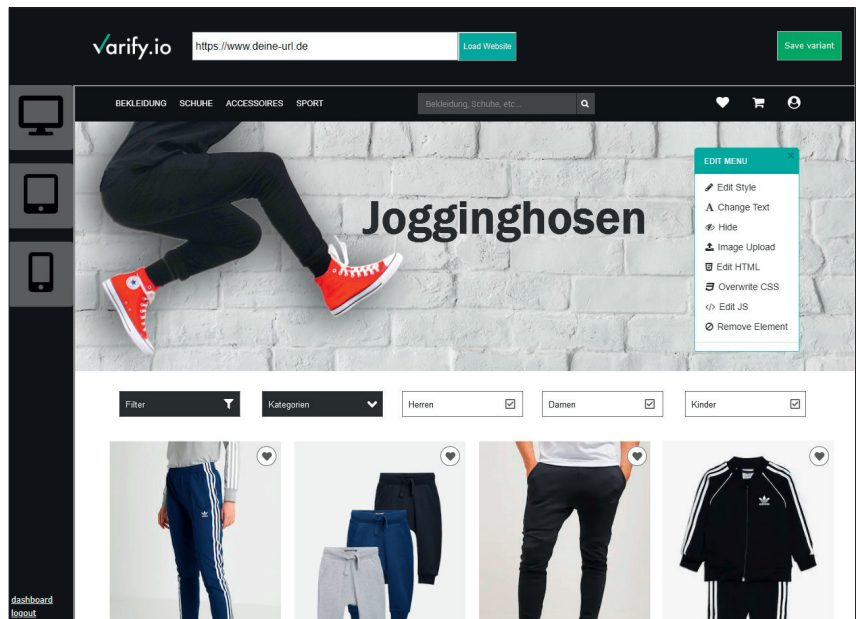 varify.io
https://www.deine-url.de
Load Website
Save variant
BEKLEIDUNG SCHUHE ACCESSOIRES SPORT
Bekleidung, Schuhe, etc...
Jogginghosen
EDIT MENU
Edit Style
Change Text
Hide
Image Upload
Edit HTML
Overwrite CSS
Edit JS
Remove Element
Filter
Kategorien
Herren
Damen
Kinder
dashboard
logout